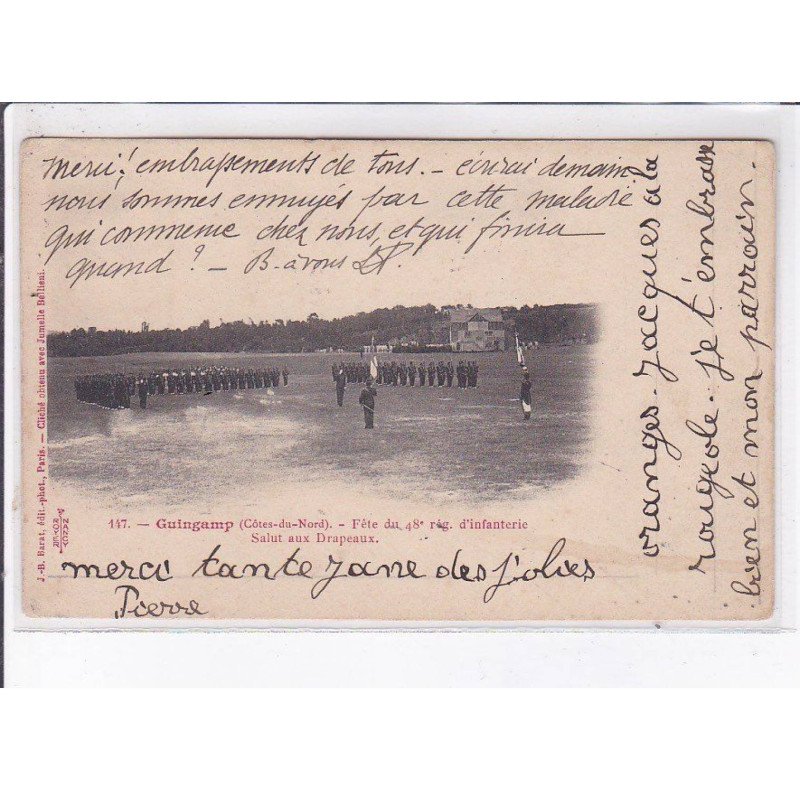 Merci! embrassements de tous. — écrirai demain
nous sommes ennuyés par cette maladie
qui commence chez nous, et qui finira
quand? — B. à vous
147. — Guingamp (Côtes-du-Nord). - Fête du 48e rég. d'infanterie
Salut aux Drapeaux.
J.-B. Barat, édit.-phot., Paris. — Cliché obtenu avec Jumelle Bellieni.
merci tante Jane des jolies
oranges. Jacques a la
rougeole. je t'embrasse
bien et mon parrain.
Pierre